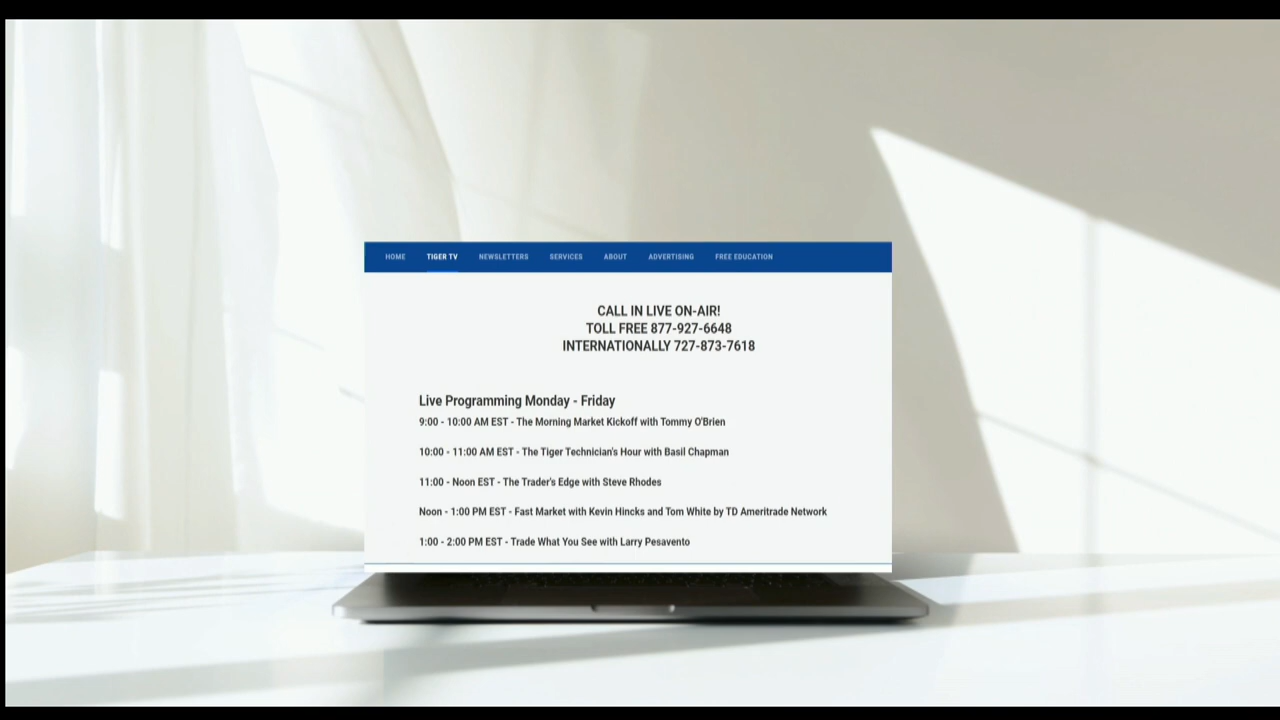 HOME TIGER TV NEWSLETTERS SERVICES ABOUT ADVERTISING FREE EDUCATION
CALL IN LIVE ON-AIR!
TOLL FREE 877-927-6648
INTERNATIONALLY 727-873-7618
Live Programming Monday - Friday
9:00 - 10:00 AM EST - The Morning Market Kickoff with Tommy O'Brien
10:00 - 11:00 AM EST - The Tiger Technician's Hour with Basil Chapman
11:00 - Noon EST - The Trader's Edge with Steve Rhodes
Noon - 1:00 PM EST - Fast Market with Kevin Hincks and Tom White by TD Ameritrade Network
1:00 - 2:00 PM EST - Trade What You See with Larry Pesavento